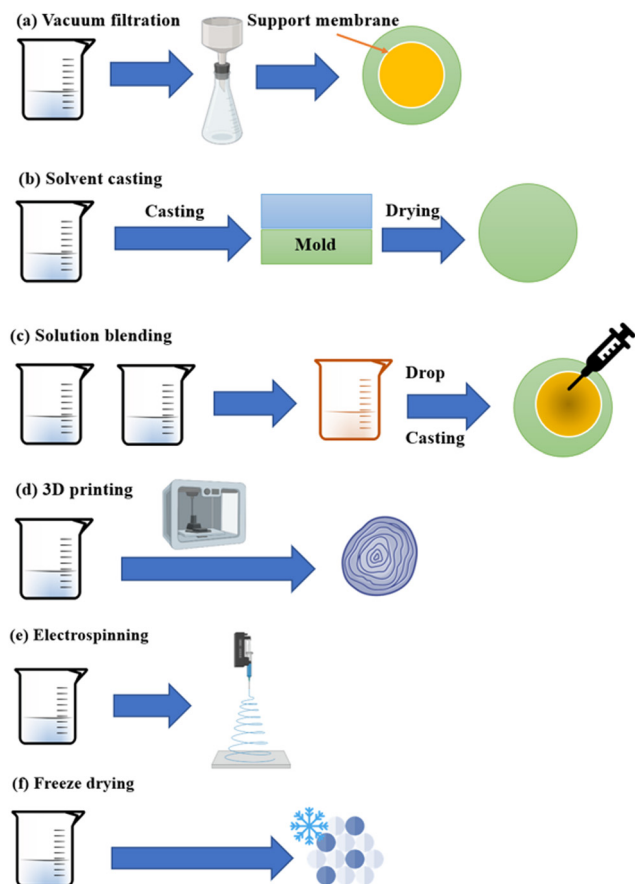 (a) Vacuum filtration
Support membrane
(b) Solvent casting
Casting
Mold
Drying
(c) Solution blending
Drop
Casting
(d) 3D printing
(e) Electrospinning
(f) Freeze drying